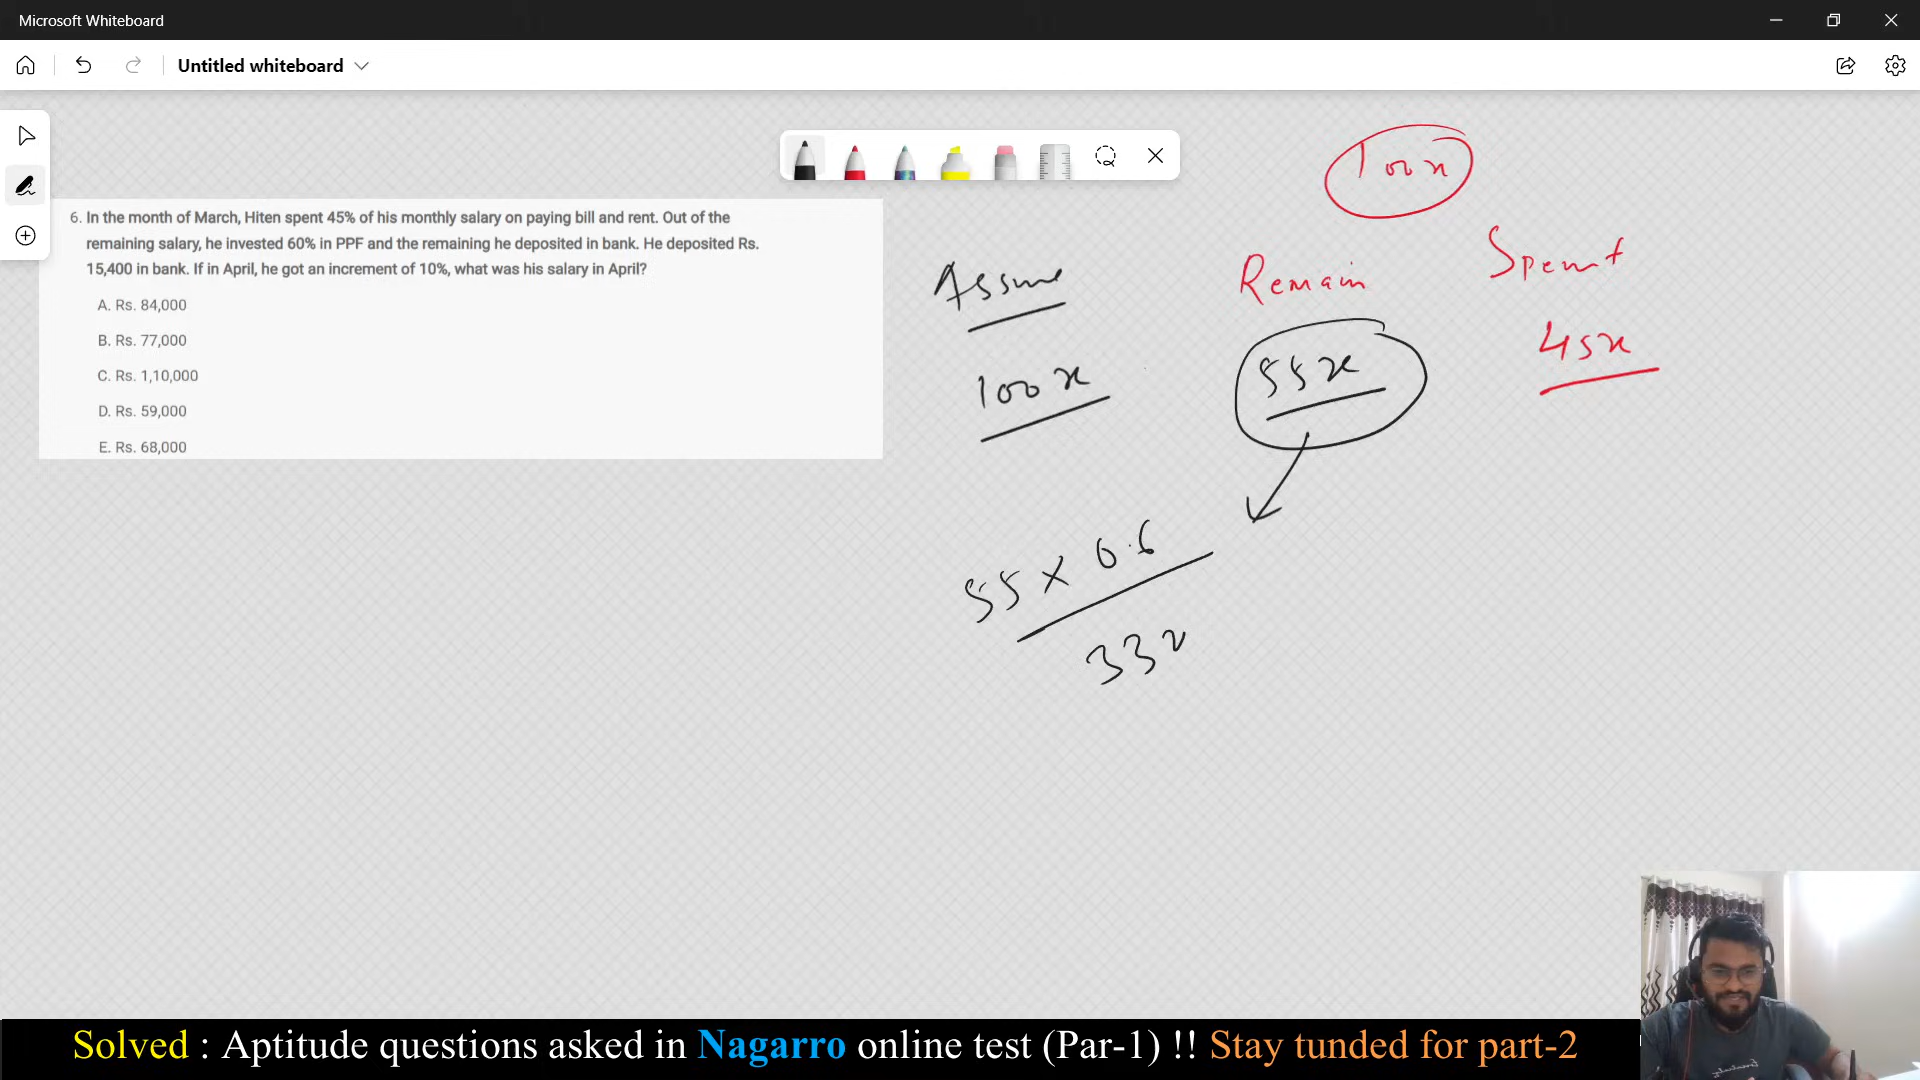 Microsoft Whiteboard
Untitled whiteboard
6. In the month of March, Hiten spent 45% of his monthly salary on paying bill and rent. Out of the
remaining salary, he invested 60% in PPF and the remaining he deposited in bank. He deposited Rs.
15,400 in bank. If in April, he got an increment of 10%, what was his salary in April?
A. Rs. 84,000
B. Rs. 77,000
C. Rs. 1,10,000
D. Rs. 59,000
E. Rs. 68,000
100x
Assume
Remain
Spent
100x
55x
45x
55 x 0.6
33x
Solved : Aptitude questions asked in Nagarro online test (Par-1) !! Stay tunded for part-2